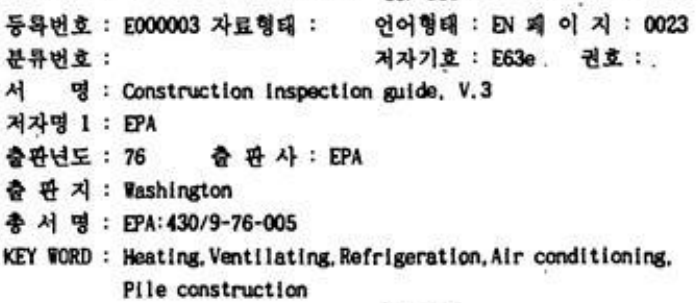 등록번호 : E000003 자료형태 : 언어형태 : EN 페 이 지 : 0023
분류번호 : 저자기호 : E63e . 권호 : .
서 명 : Construction inspection guide, V.3
저자명 1 : EPA
출판년도 : 76 출 판 사 : EPA
출 판 지 : Washington
총 서 명 : EPA:430/9-76-005
KEY WORD : Heating,Ventilating,Refrigeration,Air conditioning,
Pile construction